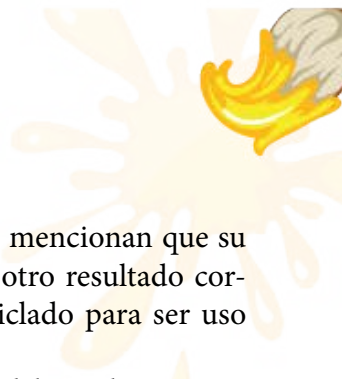 mencionan que su
otro resultado cor-
iclado para ser uso